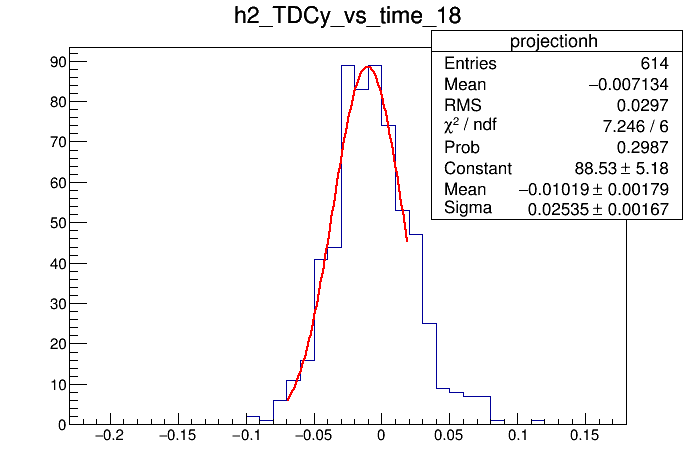 h2_TDCy_vs_time_18
projectionh
Entries 614
Mean −0.007134
RMS 0.0297
χ² / ndf 7.246 / 6
Prob 0.2987
Constant 88.53 ± 5.18
Mean −0.01019 ± 0.00179
Sigma 0.02535 ± 0.00167
90
80
70
60
50
40
30
20
10
0
−0.2 −0.15 −0.1 −0.05 0 0.05 0.1 0.15